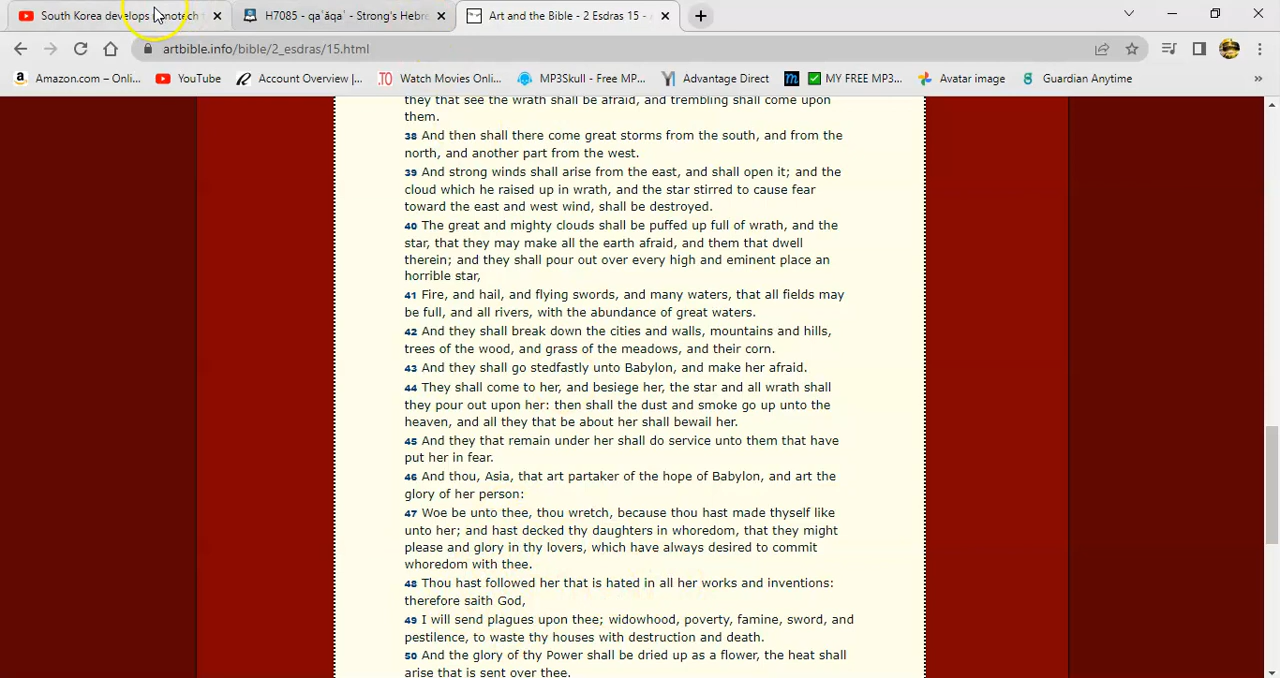 South Korea develops nanotech
H7085 - qa'āqa' - Strong's Hebre
Art and the Bible - 2 Esdras 15 -
artbible.info/bible/2_esdras/15.html
Amazon.com – Onli... YouTube Account Overview |... .TO Watch Movies Onlin... MP3Skull - Free MP... Advantage Direct MY FREE MP3... Avatar image Guardian Anytime »
they that see the wrath shall be afraid, and trembling shall come upon
them.
38 And then shall there come great storms from the south, and from the
north, and another part from the west.
39 And strong winds shall arise from the east, and shall open it; and the
cloud which he raised up in wrath, and the star stirred to cause fear
toward the east and west wind, shall be destroyed.
40 The great and mighty clouds shall be puffed up full of wrath, and the
star, that they may make all the earth afraid, and them that dwell
therein; and they shall pour out over every high and eminent place an
horrible star,
41 Fire, and hail, and flying swords, and many waters, that all fields may
be full, and all rivers, with the abundance of great waters.
42 And they shall break down the cities and walls, mountains and hills,
trees of the wood, and grass of the meadows, and their corn.
43 And they shall go stedfastly unto Babylon, and make her afraid.
44 They shall come to her, and besiege her, the star and all wrath shall
they pour out upon her: then shall the dust and smoke go up unto the
heaven, and all they that be about her shall bewail her.
45 And they that remain under her shall do service unto them that have
put her in fear.
46 And thou, Asia, that art partaker of the hope of Babylon, and art the
glory of her person:
47 Woe be unto thee, thou wretch, because thou hast made thyself like
unto her; and hast decked thy daughters in whoredom, that they might
please and glory in thy lovers, which have always desired to commit
whoredom with thee.
48 Thou hast followed her that is hated in all her works and inventions:
therefore saith God,
49 I will send plagues upon thee; widowhood, poverty, famine, sword, and
pestilence, to waste thy houses with destruction and death.
50 And the glory of thy Power shall be dried up as a flower, the heat shall
arise that is sent over thee.